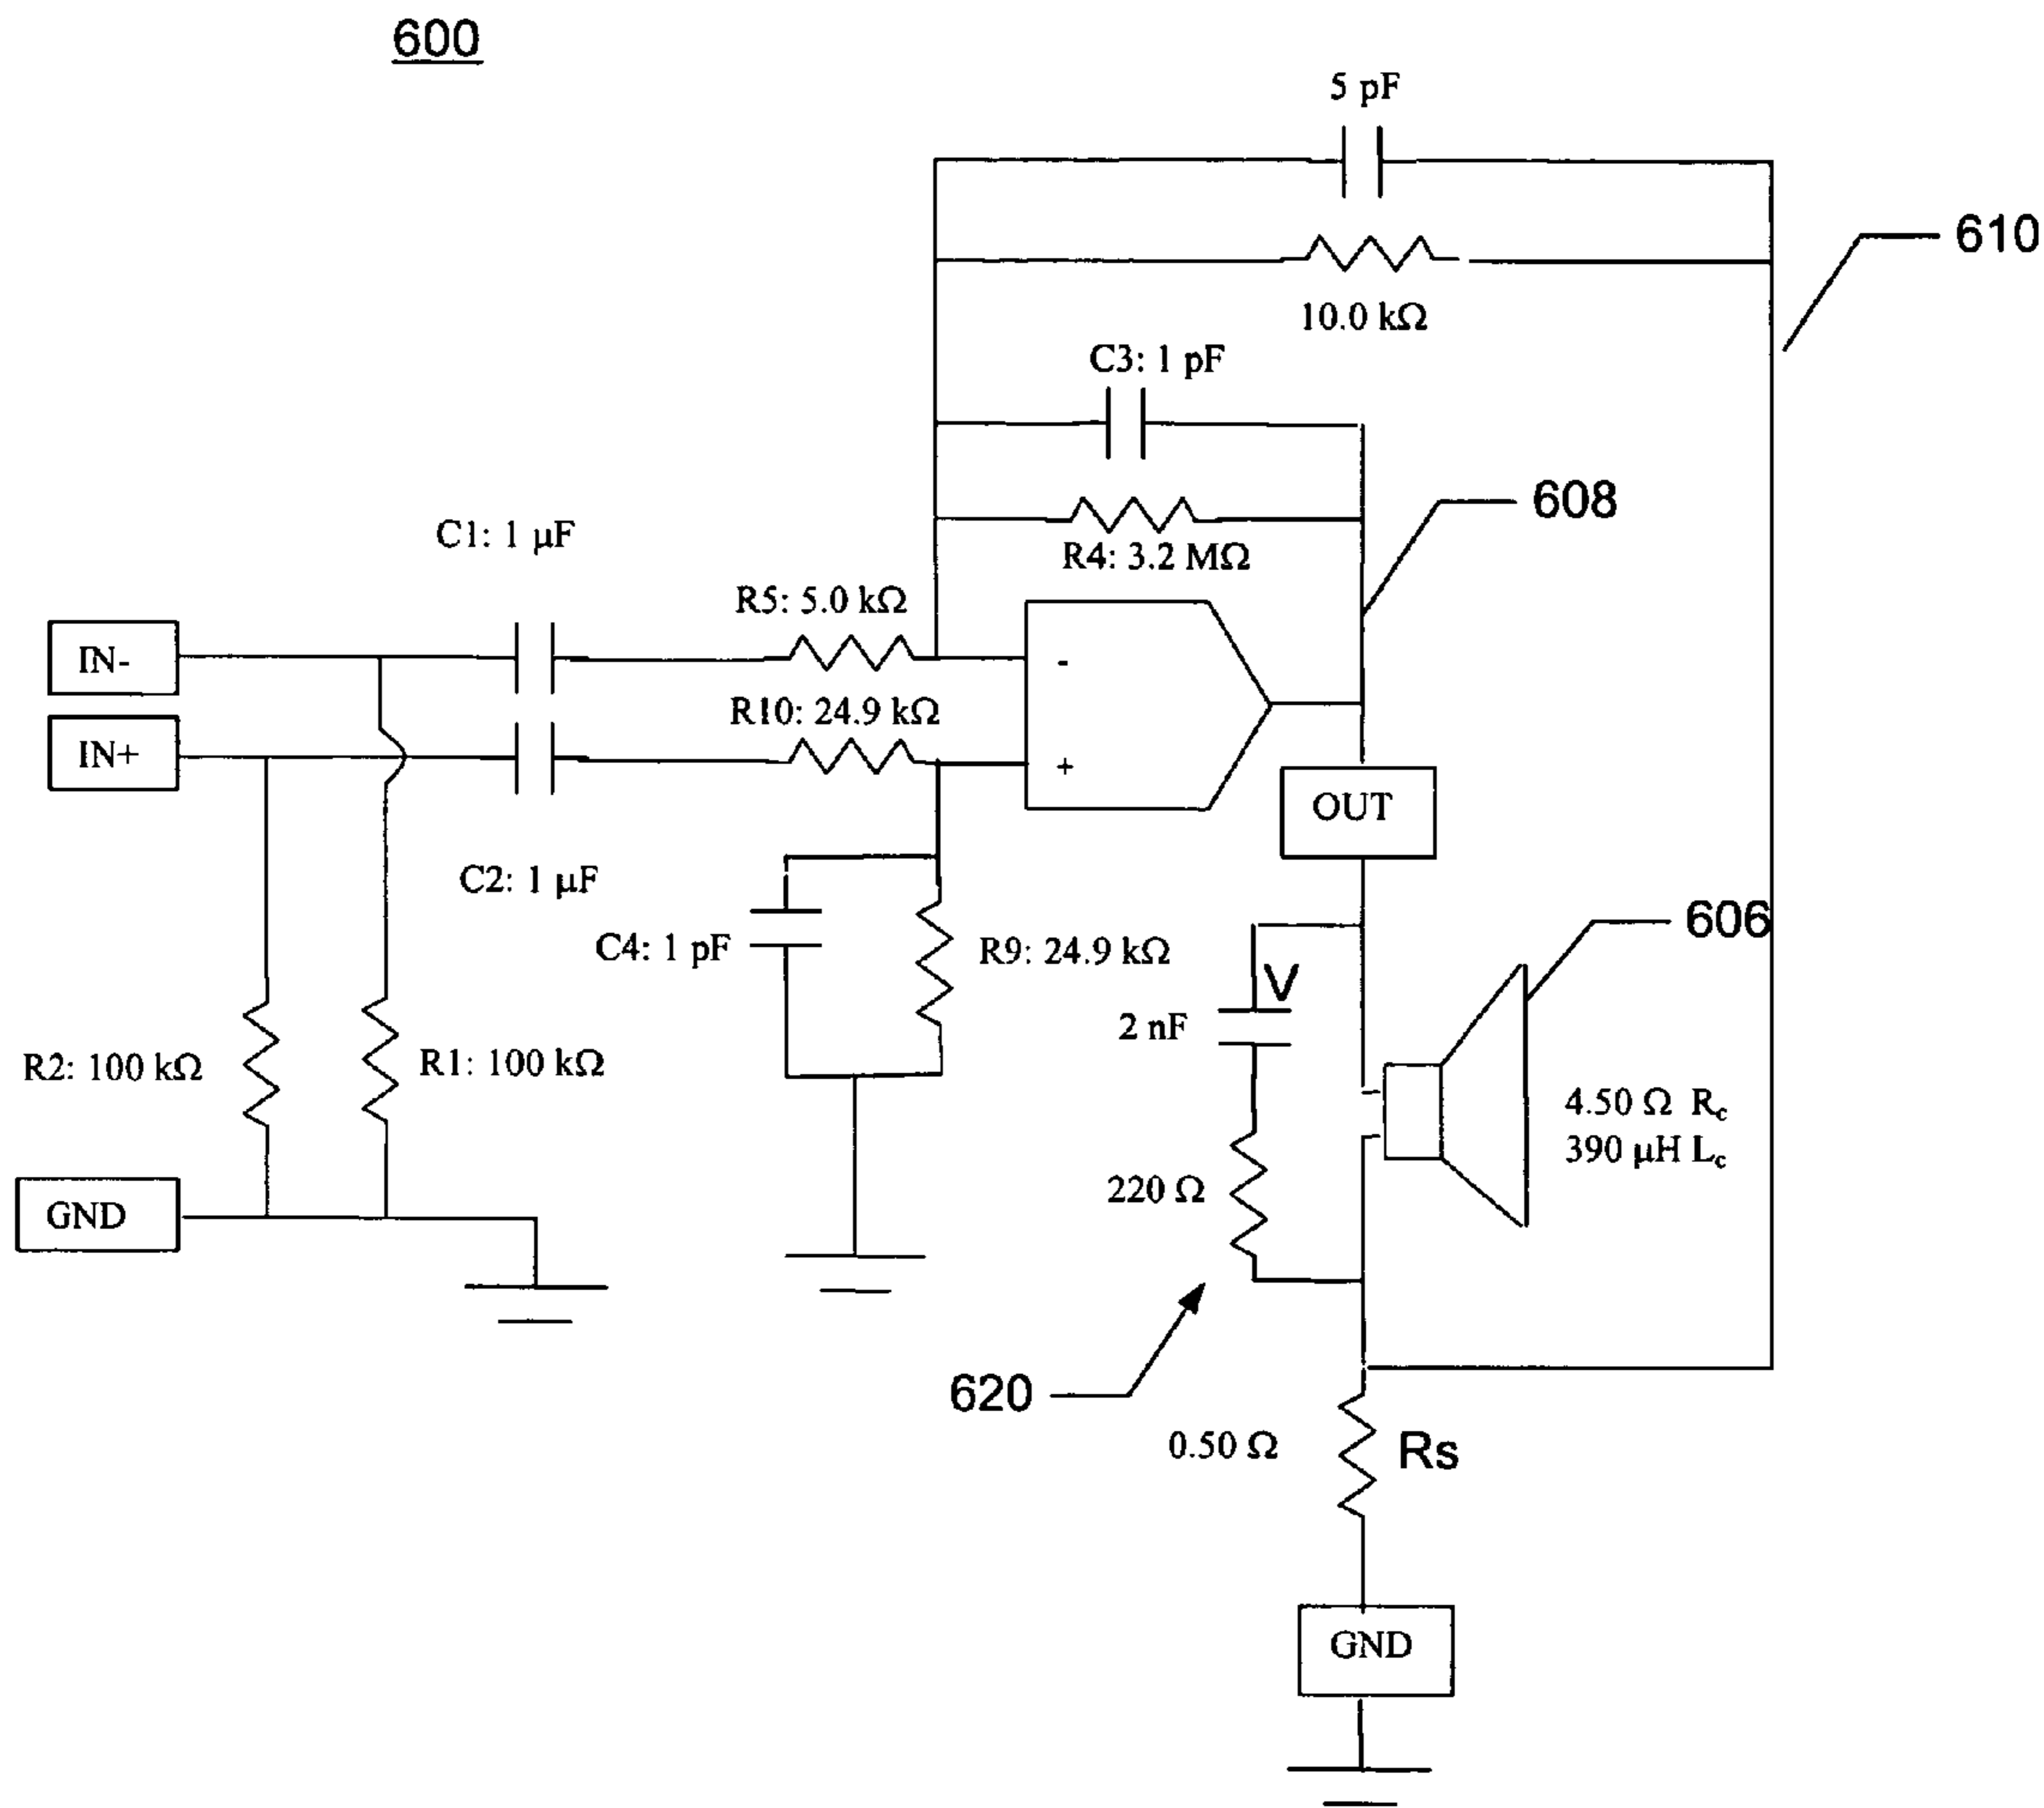 600
5 pF
610
10.0 kΩ
C3: 1 pF
608
R4: 3.2 MΩ
C1: 1 μF
R5: 5.0 kΩ
IN-
-
R10: 24.9 kΩ
IN+
+
OUT
C2: 1 μF
606
C4: 1 pF
R9: 24.9 kΩ
V
2 nF
R2: 100 kΩ
R1: 100 kΩ
4.50 Ω Rc
390 μH Lc
220 Ω
GND
620
0.50 Ω
Rs
GND